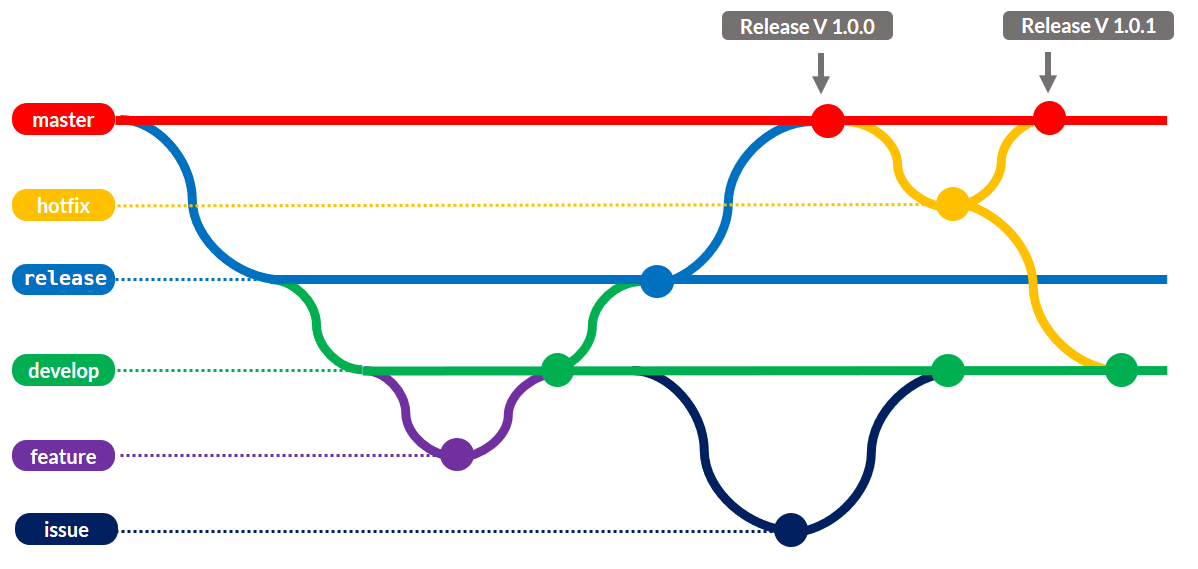 Release V 1.0.0
Release V 1.0.1
master
hotfix
release
develop
feature
issue